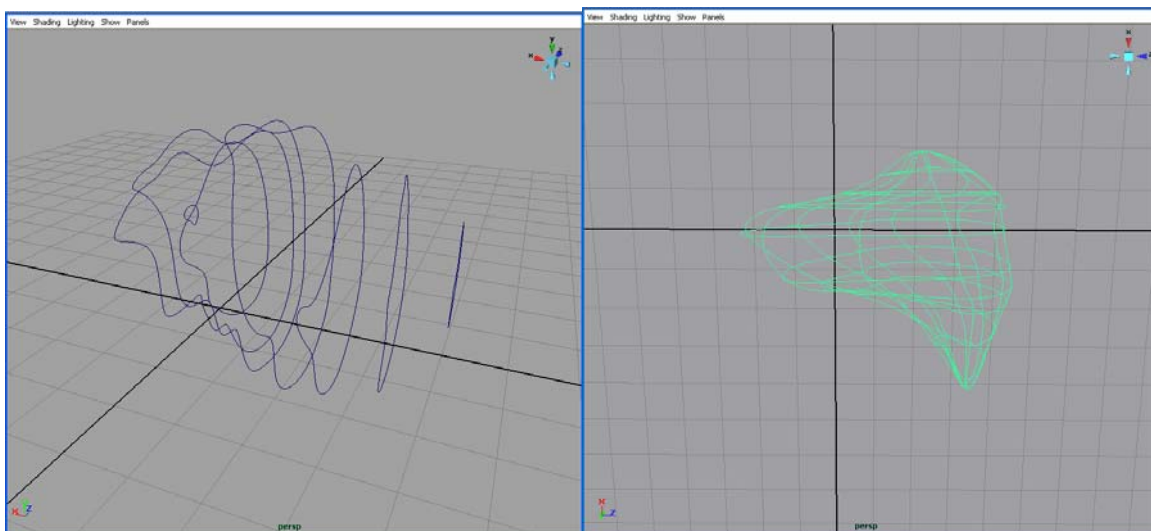 View Shading Lighting Show Panels
y
x z
X Z
persp
View Shading Lighting Show Panels
x
z
X
Z
persp